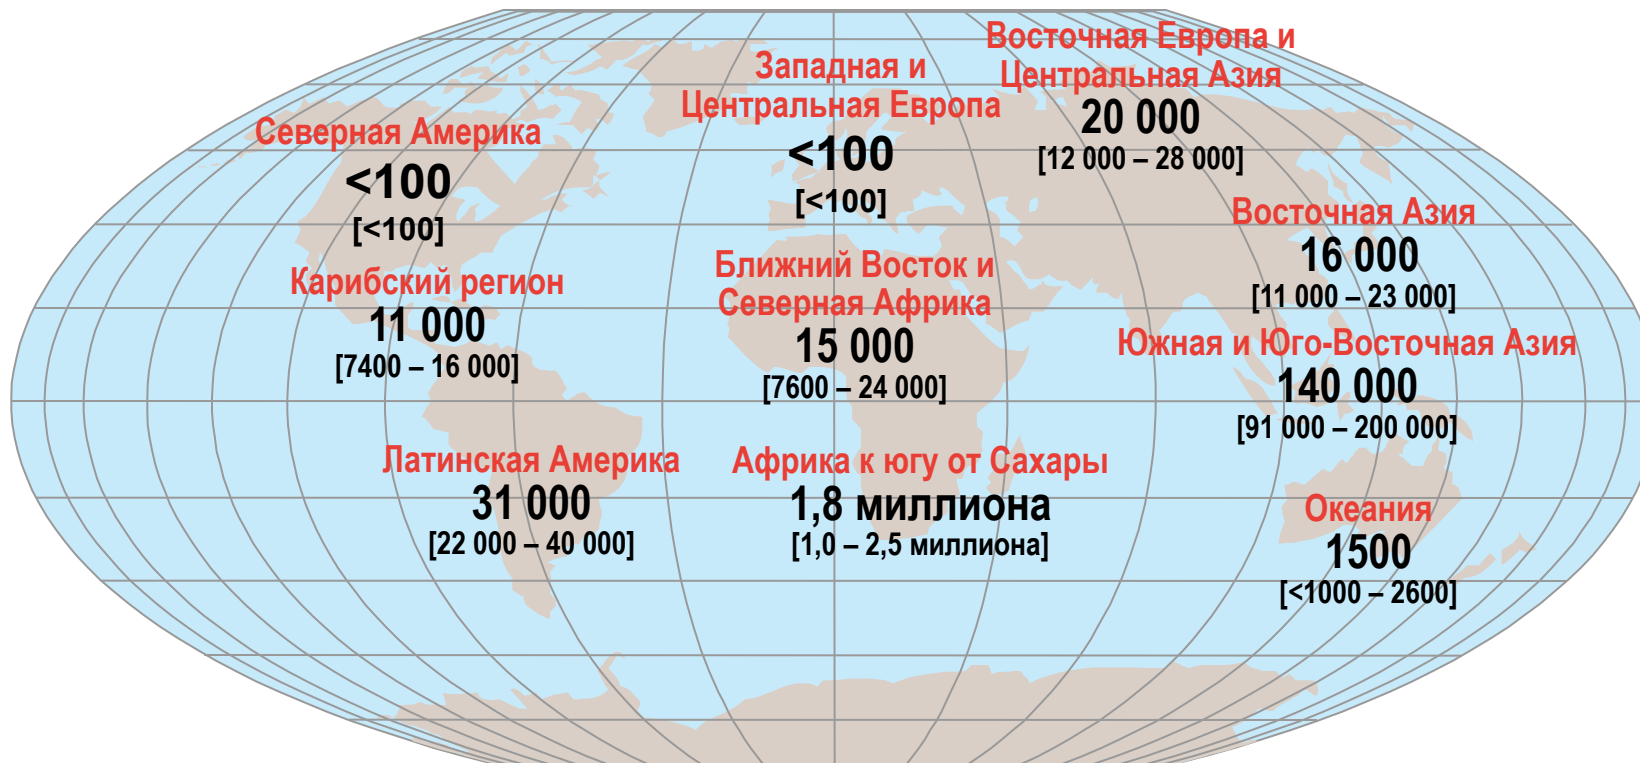 Северная Америка
<100
[<100]
Западная и
Центральная Европа
<100
[<100]
Восточная Европа и
Центральная Азия
20 000
[12 000 – 28 000]
Восточная Азия
16 000
[11 000 – 23 000]
Карибский регион
11 000
[7400 – 16 000]
Ближний Восток и
Северная Африка
15 000
[7600 – 24 000]
Южная и Юго-Восточная Азия
140 000
[91 000 – 200 000]
Латинская Америка
31 000
[22 000 – 40 000]
Африка к югу от Сахары
1,8 миллиона
[1,0 – 2,5 миллиона]
Океания
1500
[<1000 – 2600]